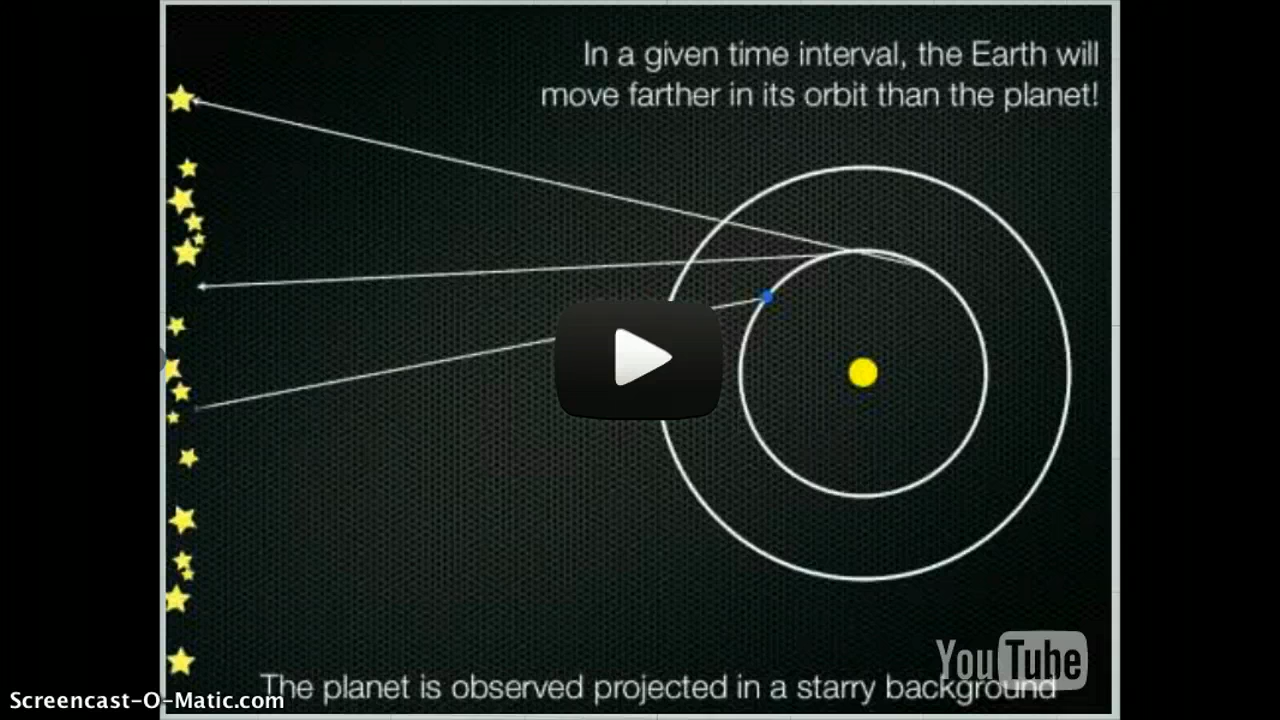 In a given time interval, the Earth will
move farther in its orbit than the planet!
YouTube
The planet is observed projected in a starry background
Screencast-O-Matic.com